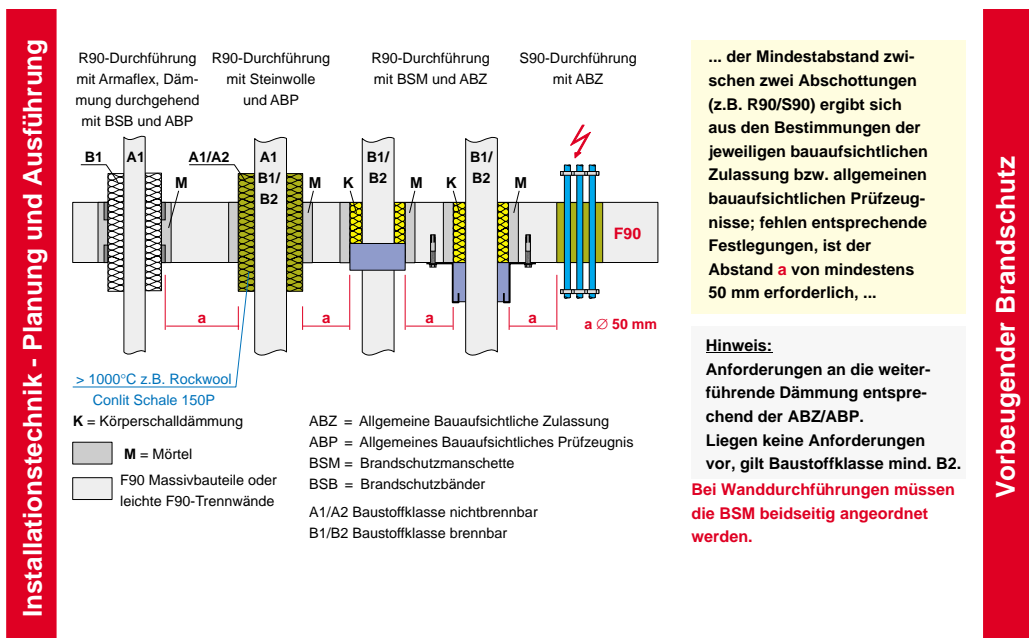 Installationstechnik - Planung und Ausführung
R90-Durchführung
mit Armaflex, Däm-
mung durchgehend
mit BSB und ABP
R90-Durchführung
mit Steinwolle
und ABP
R90-Durchführung
mit BSM und ABZ
S90-Durchführung
mit ABZ
B1
A1
M
A1/A2
A1
B1/
B2
M
K
B1/
B2
M
K
B1/
B2
M
F90
a
a
a
a
a ∅ 50 mm
> 1000°C z.B. Rockwool
Conlit Schale 150P
K = Körperschalldämmung
M = Mörtel
F90 Massivbauteile oder
leichte F90-Trennwände
ABZ = Allgemeine Bauaufsichtliche Zulassung
ABP = Allgemeines Bauaufsichtliches Prüfzeugnis
BSM = Brandschutzmanschette
BSB = Brandschutzbänder
A1/A2 Baustoffklasse nichtbrennbar
B1/B2 Baustoffklasse brennbar
... der Mindestabstand zwi-
schen zwei Abschottungen
(z.B. R90/S90) ergibt sich
aus den Bestimmungen der
jeweiligen bauaufsichtlichen
Zulassung bzw. allgemeinen
bauaufsichtlichen Prüfzeug-
nisse; fehlen entsprechende
Festlegungen, ist der
Abstand a von mindestens
50 mm erforderlich, ...
Hinweis:
Anforderungen an die weiter-
führende Dämmung entspre-
chend der ABZ/ABP.
Liegen keine Anforderungen
vor, gilt Baustoffklasse mind. B2.
Bei Wanddurchführungen müssen
die BSM beidseitig angeordnet
werden.
Vorbeugender Brandschutz